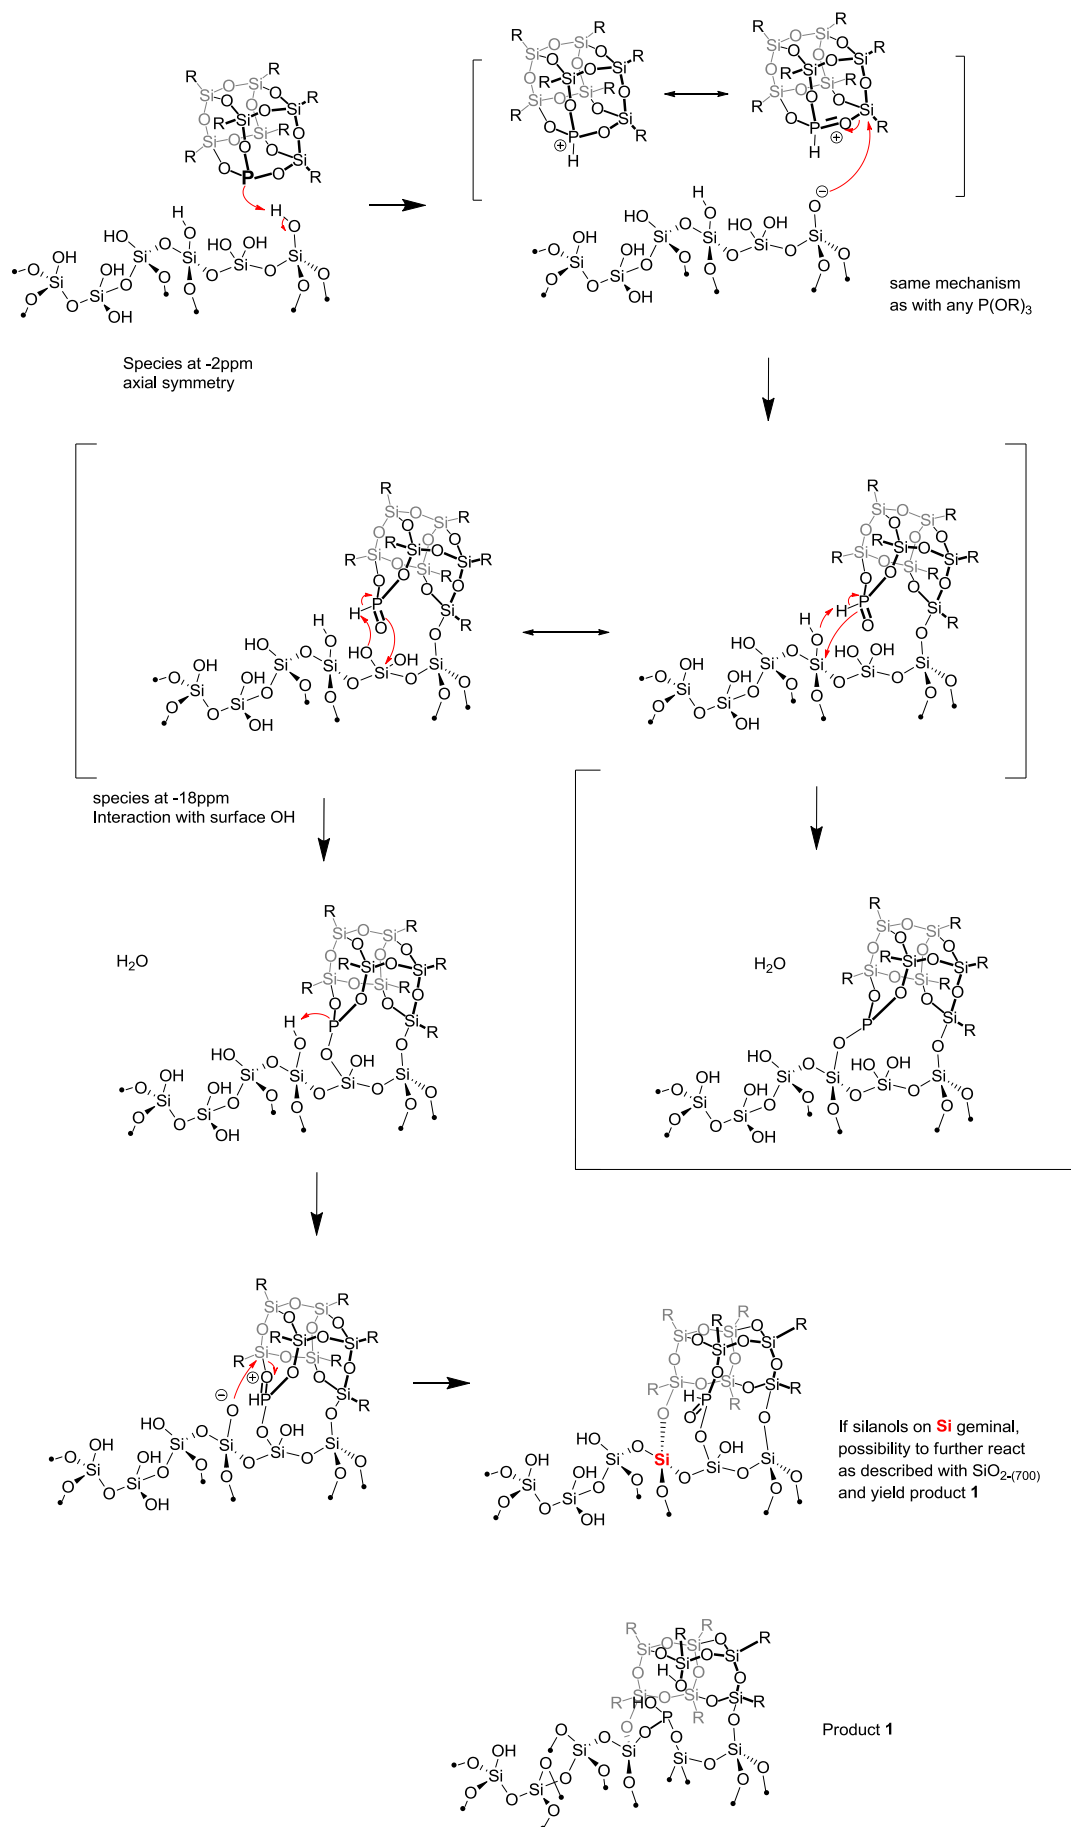 Species at -2ppm
axial symmetry
same mechanism
as with any P(OR)3
species at -18ppm
Interaction with surface OH
H2O
H2O
If silanols on Si geminal,
possibility to further react
as described with SiO2-(700)
and yield product 1
Product 1